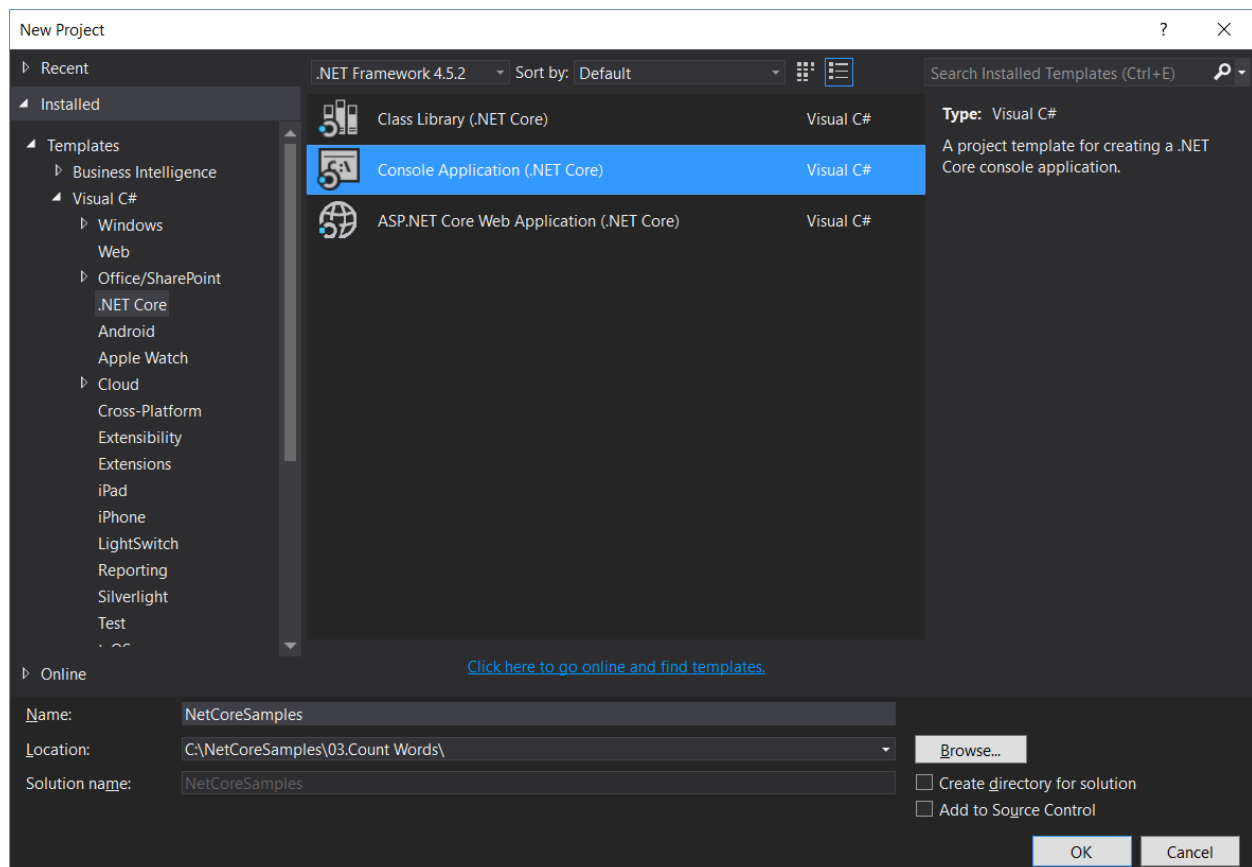 New Project
Recent
.NET Framework 4.5.2
Sort by: Default
Search Installed Templates (Ctrl+E)
Installed
Templates
Business Intelligence
Visual C#
Windows
Web
Office/SharePoint
.NET Core
Android
Apple Watch
Cloud
Cross-Platform
Extensibility
Extensions
iPad
iPhone
LightSwitch
Reporting
Silverlight
Test
Online
Class Library (.NET Core) Visual C#
Console Application (.NET Core) Visual C#
ASP.NET Core Web Application (.NET Core) Visual C#
Click here to go online and find templates.
Type: Visual C#
A project template for creating a .NET
Core console application.
Name: NetCoreSamples
Location: C:\NetCoreSamples\03.Count Words\
Browse...
Solution name: NetCoreSamples
Create directory for solution
Add to Source Control
OK Cancel